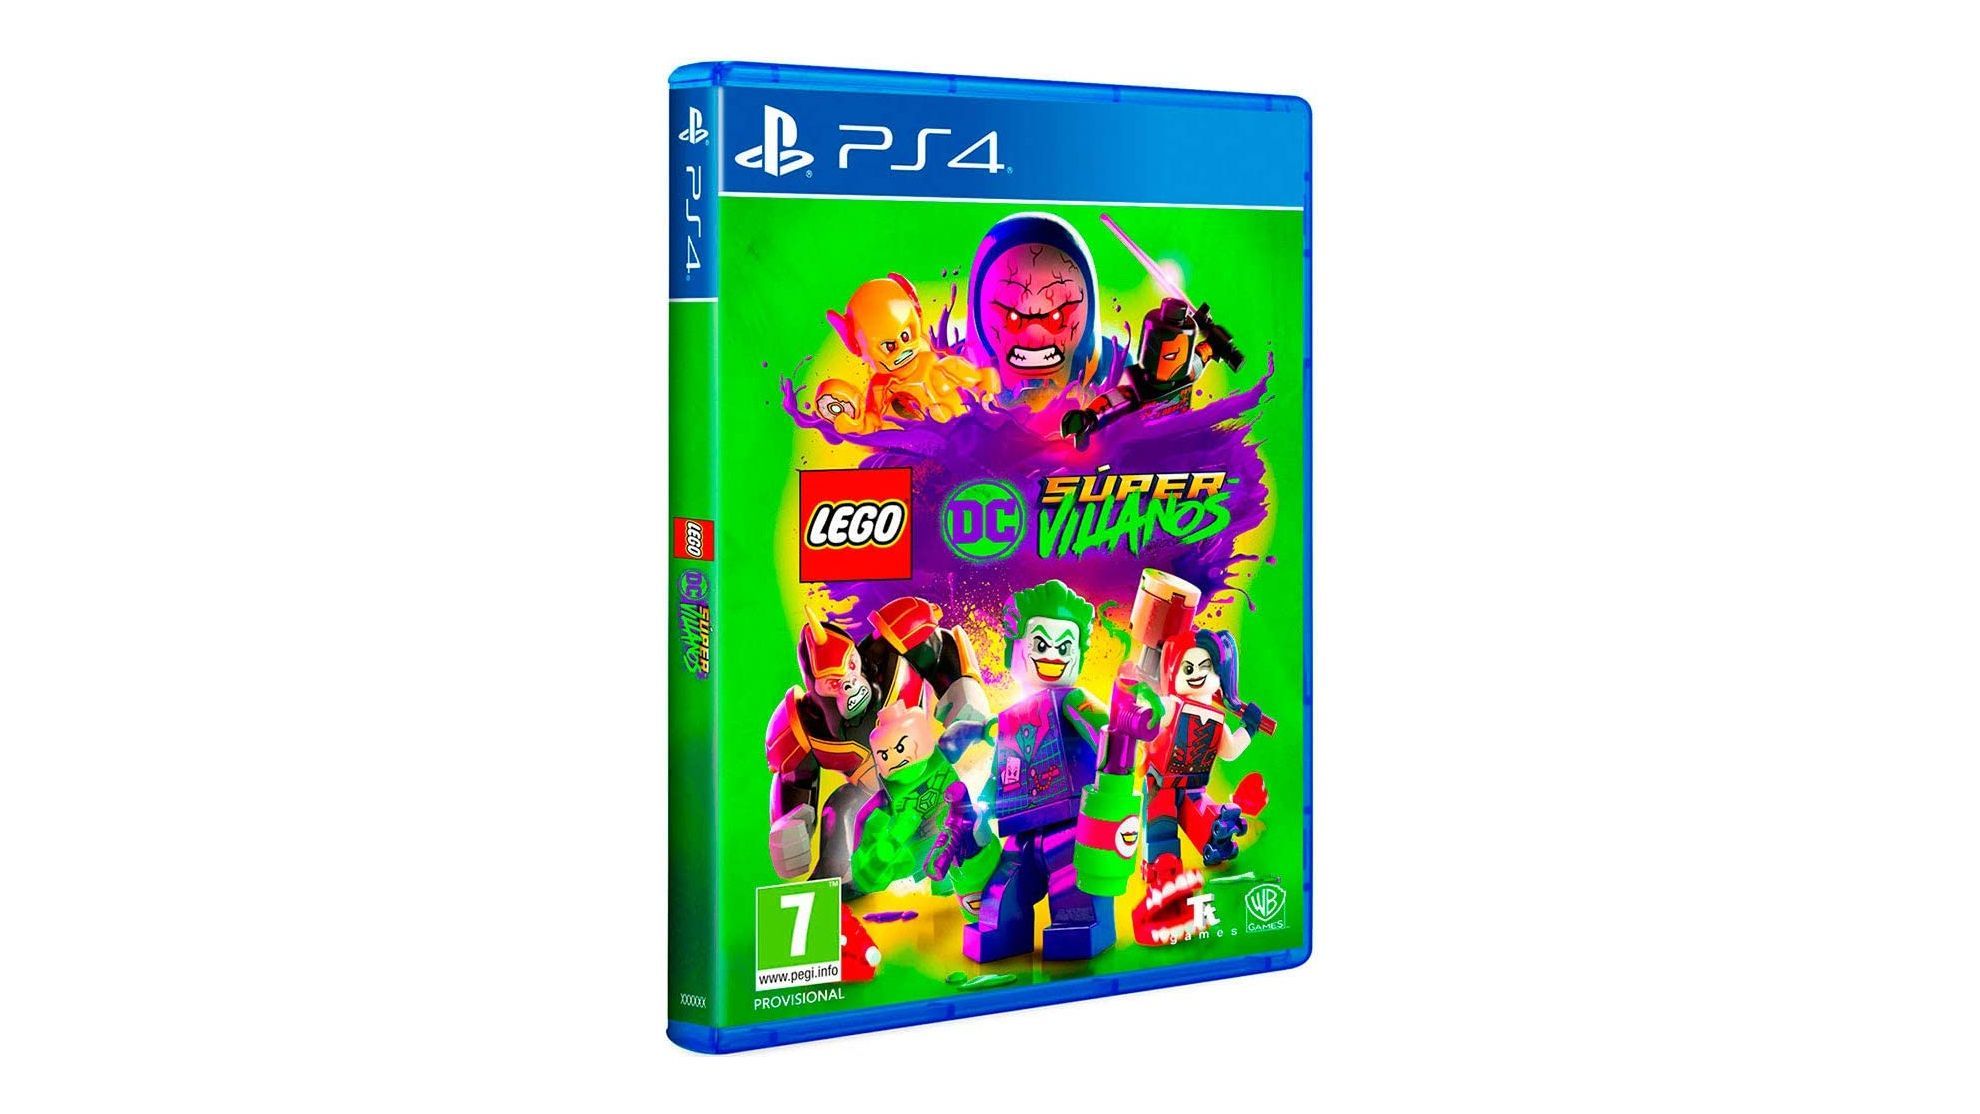 PS4
PS4
LEGO
DC
SÚPER-
VILLANOS
LEGO
DC
SÚPER
VILLANOS
7
www.pegi.info
PROVISIONAL
Tt
games
WB
GAMES
XXXXXX